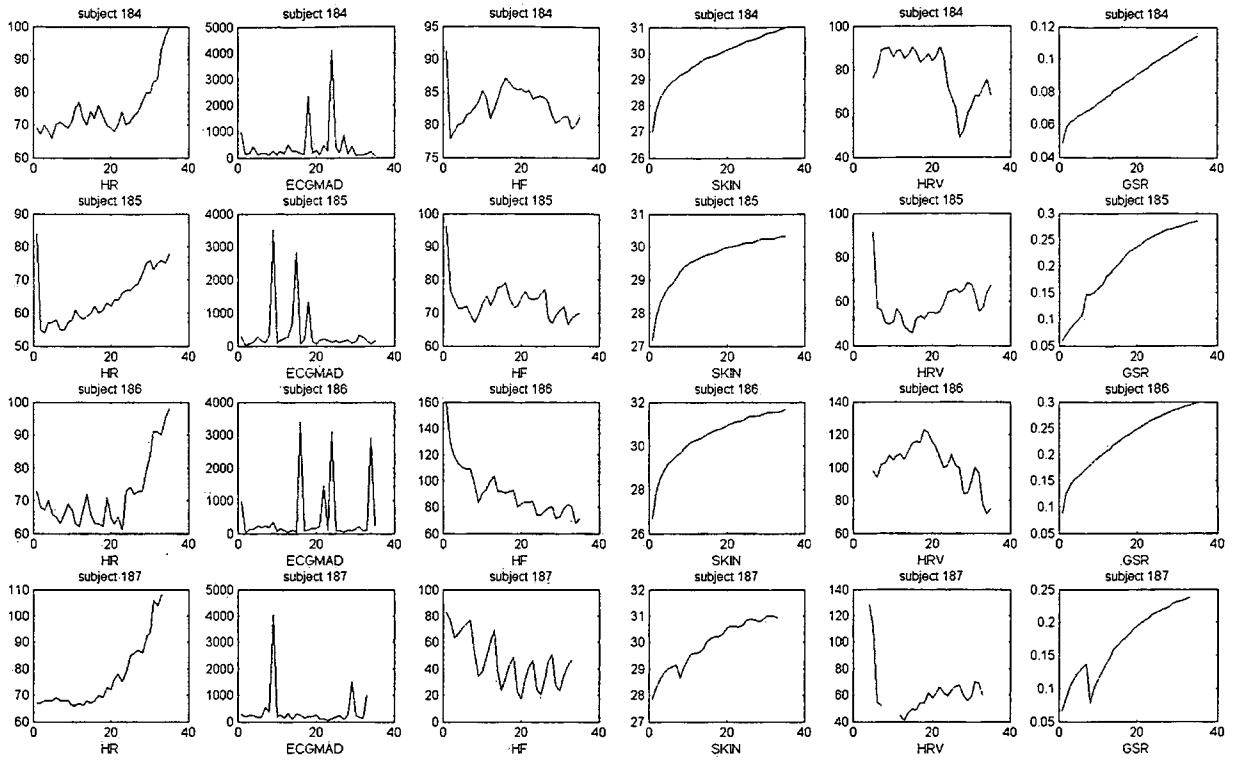 subject 184 subject 184 subject 184 subject 184 subject 184 subject 184
100 5000 95 31 100 0.12
90 4000 90 30 80 0.1
80 3000 85 29 0.08
70 2000 80 28 60 0.06
1000 27
60 0 75 26 40 0.04
0 20 40 0 20 40 0 20 40 0 20 40 0 20 40 0 20 40
HR ECGMAD HF SKIN HRV GSR
subject 185 subject 185 subject 185 subject 185 subject 185 subject 185
90 4000 100 31 100 0.3
80 3000 90 30 80 0.25
70 2000 80 29 0.2
60 1000 70 28 60 0.15
0.1
50 0 60 27 40 0.05
0 20 40 0 20 40 0 20 40 0 20 40 0 20 40 0 20 40
HR ECGMAD HF SKIN HRV GSR
subject 186 subject 186 subject 186 subject 186 subject 186 subject 186
100 4000 160 32 140 0.3
90 3000 140 30 120 0.25
80 2000 120 28 100 0.2
70 1000 100 80 0.15
80 0.1
60 0 60 26 60 0.05
0 20 40 0 20 40 0 20 40 0 20 40 0 20 40 0 20 40
HR ECGMAD HF SKIN HRV GSR
subject 187 subject 187 subject 187 subject 187 subject 187 subject 187
110 5000 100 32 140 0.25
100 4000 80 31 120 0.2
90 3000 60 30 100 0.15
80 2000 40 29 80 0.1
70 1000 20 28 60
60 0 0 27 40 0.05
0 20 40 0 20 40 0 20 40 0 20 40 0 20 40 0 20 40
HR ECGMAD HF SKIN HRV GSR